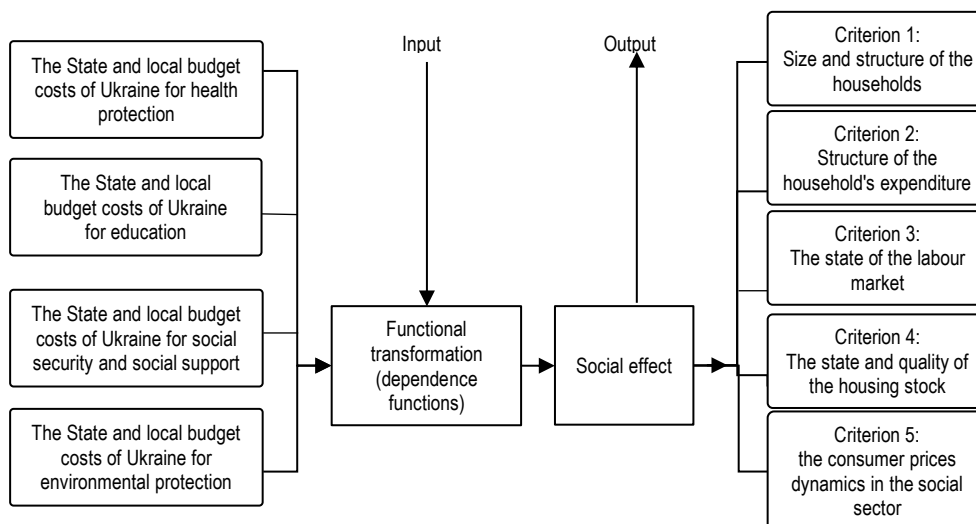 The State and local budget
costs of Ukraine for health
protection
The State and local
budget costs of Ukraine
for education
The State and local budget
costs of Ukraine for social
security and social support
The State and local budget
costs of Ukraine for
environmental protection
Input
Output
Functional
transformation
(dependence
functions)
Social effect
Criterion 1:
Size and structure of the
households
Criterion 2:
Structure of the
household's expenditure
Criterion 3:
The state of the labour
market
Criterion 4:
The state and quality of
the housing stock
Criterion 5:
the consumer prices
dynamics in the social
sector